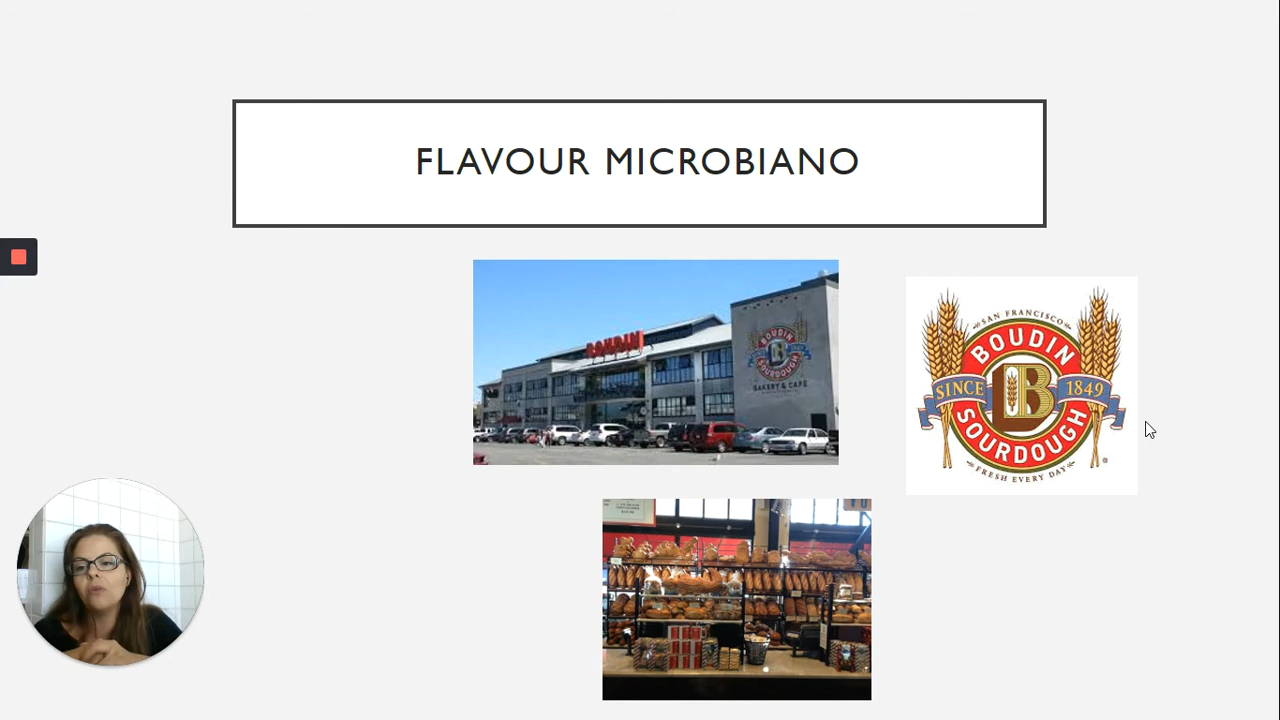 FLAVOUR MICROBIANO
BOUDIN
BOUDIN
SOURDOUGH
BAKERY & CAFE
SAN FRANCISCO
BOUDIN
SINCE B 1849
SOURDOUGH
FRESH EVERY DAY
®